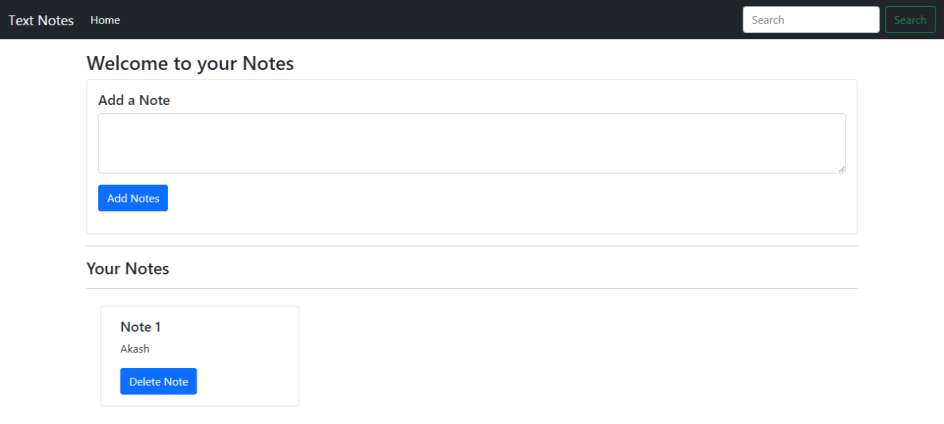 Text Notes Home Search Search
Welcome to your Notes
Add a Note
Add Notes
Your Notes
Note 1
Akash
Delete Note